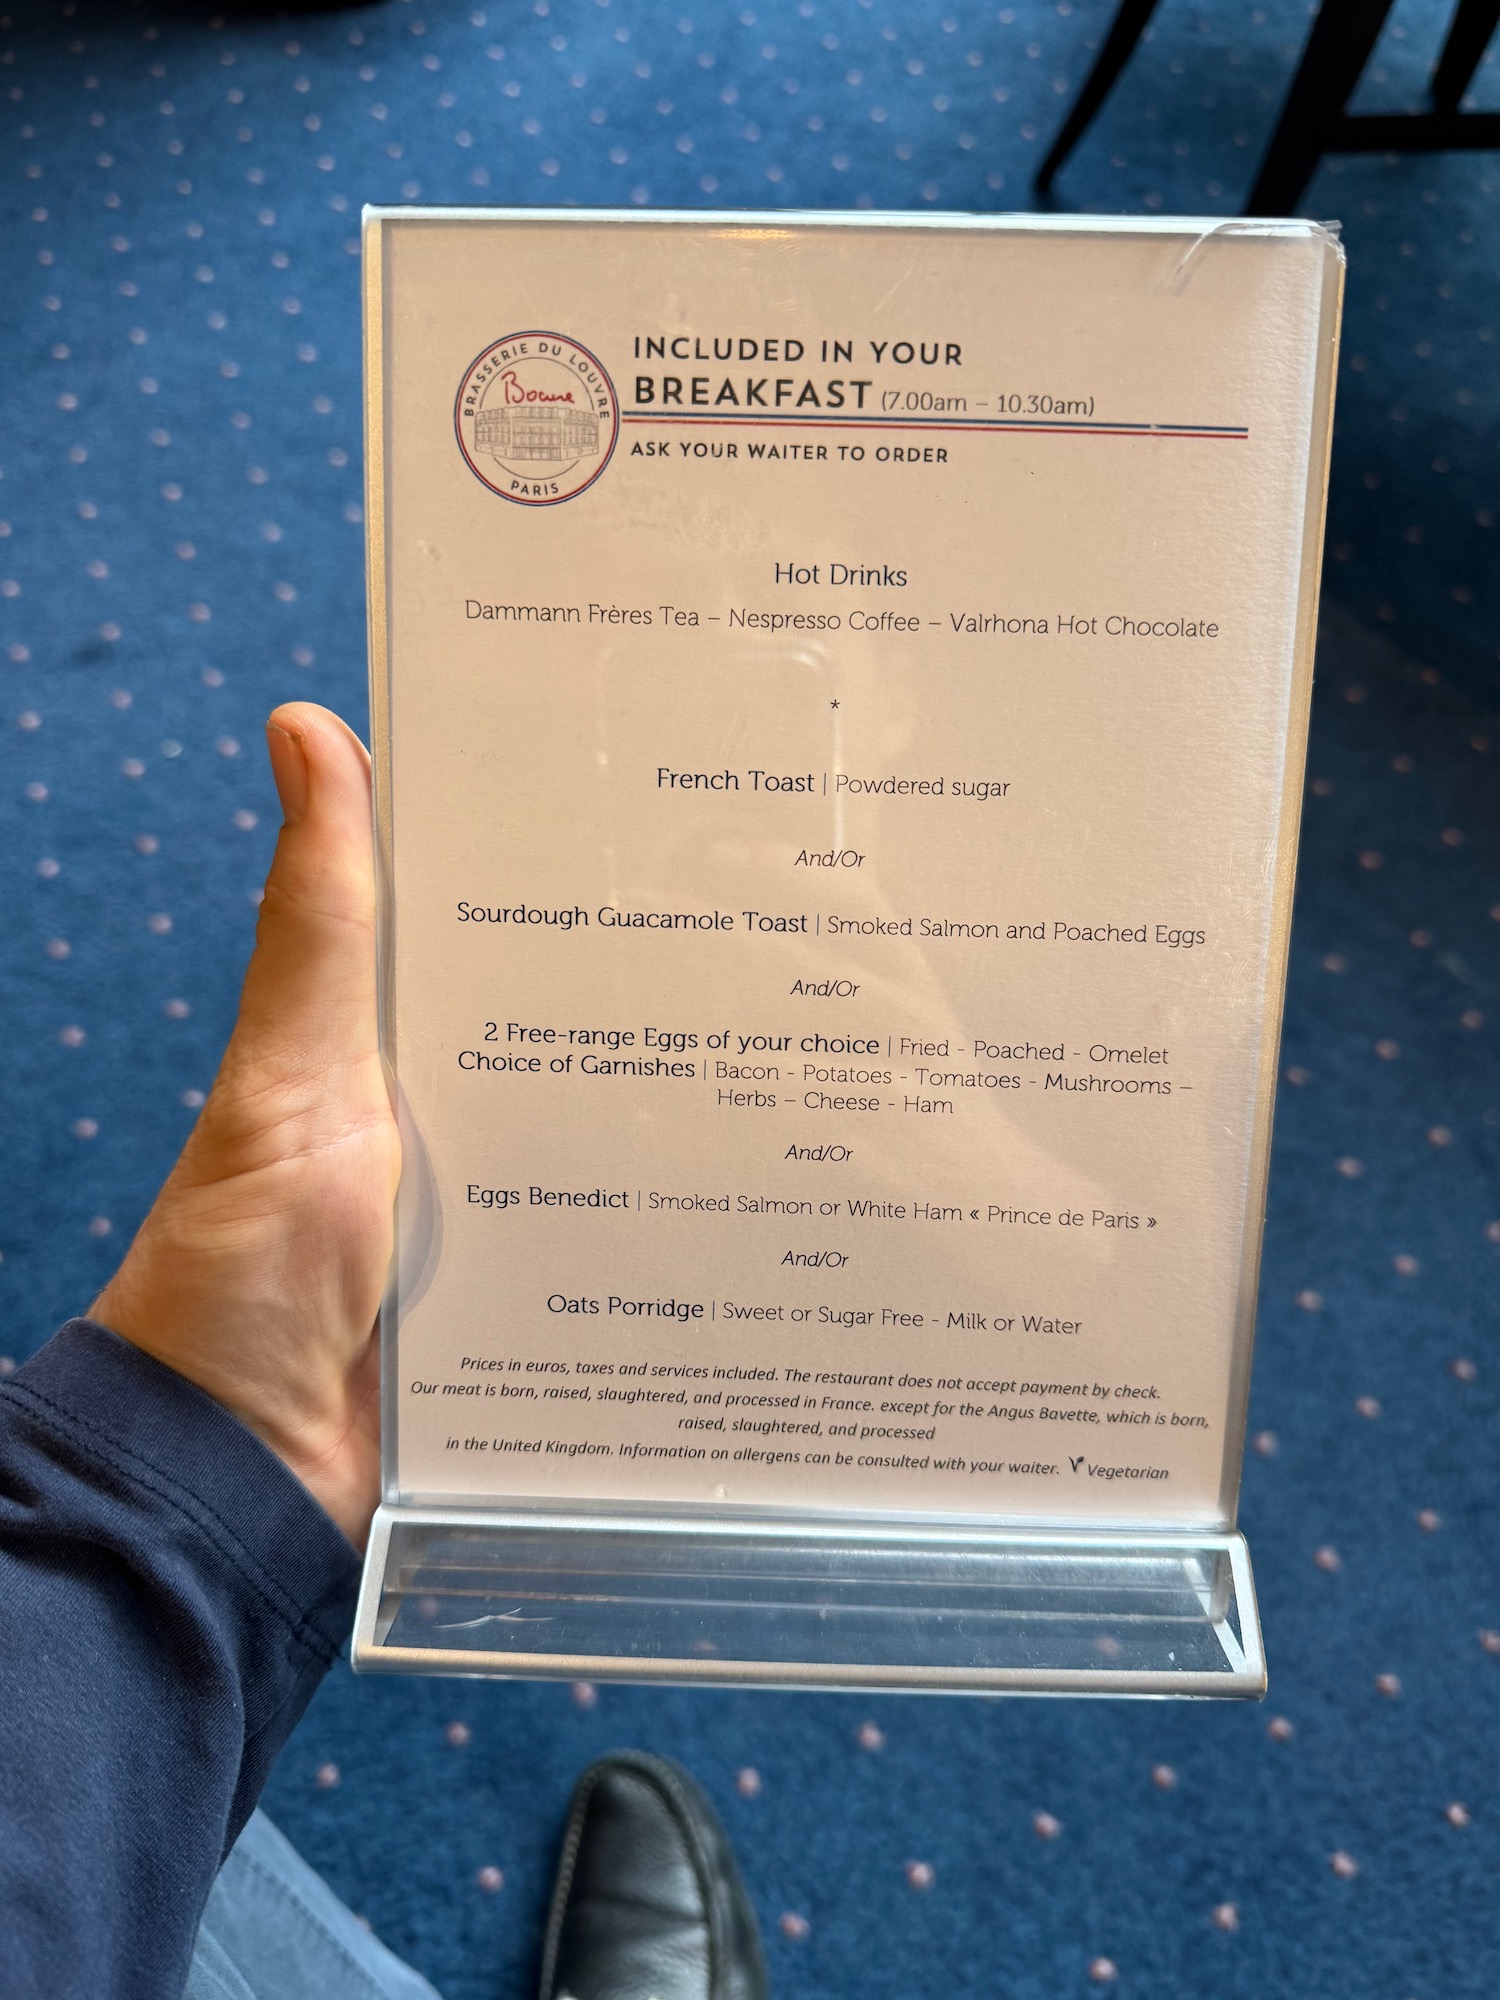 BRASSERIE DU LOUVRE
Bocuse
PARIS
INCLUDED IN YOUR
BREAKFAST (7.00am – 10.30am)
ASK YOUR WAITER TO ORDER
Hot Drinks
Dammann Frères Tea – Nespresso Coffee – Valrhona Hot Chocolate
*
French Toast | Powdered sugar
And/Or
Sourdough Guacamole Toast | Smoked Salmon and Poached Eggs
And/Or
2 Free-range Eggs of your choice | Fried - Poached - Omelet
Choice of Garnishes | Bacon - Potatoes - Tomatoes - Mushrooms –
Herbs – Cheese - Ham
And/Or
Eggs Benedict | Smoked Salmon or White Ham « Prince de Paris »
And/Or
Oats Porridge | Sweet or Sugar Free - Milk or Water
Prices in euros, taxes and services included. The restaurant does not accept payment by check.
Our meat is born, raised, slaughtered, and processed in France. except for the Angus Bavette, which is born,
raised, slaughtered, and processed
in the United Kingdom. Information on allergens can be consulted with your waiter. Vegetarian